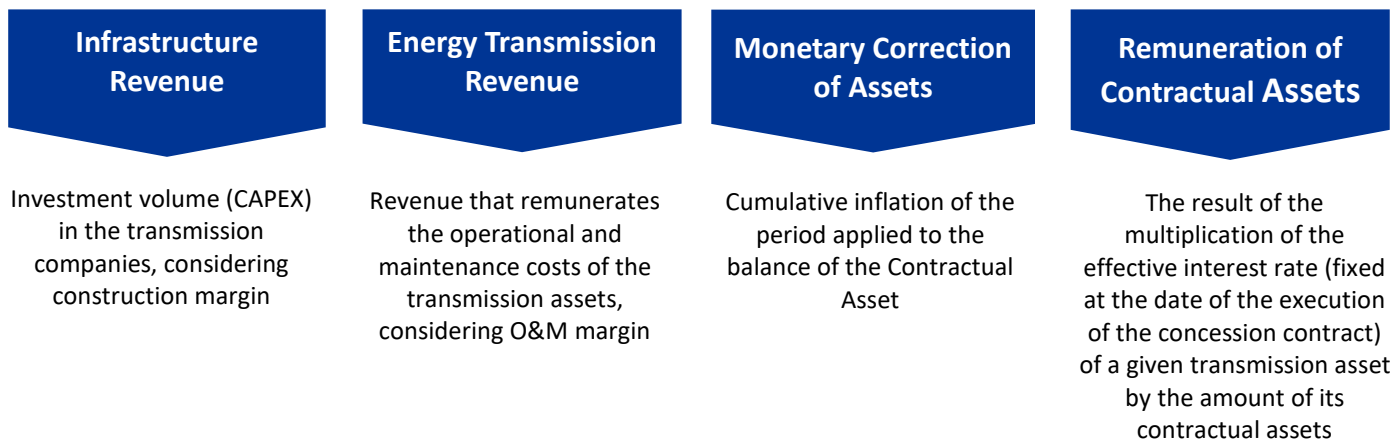 Infrastructure
Revenue
Investment volume (CAPEX)
in the transmission
companies, considering
construction margin
Energy Transmission
Revenue
Revenue that remunerates
the operational and
maintenance costs of the
transmission assets,
considering O&M margin
Monetary Correction
of Assets
Cumulative inflation of the
period applied to the
balance of the Contractual
Asset
Remuneration of
Contractual Assets
The result of the
multiplication of the
effective interest rate (fixed
at the date of the execution
of the concession contract)
of a given transmission asset
by the amount of its
contractual assets